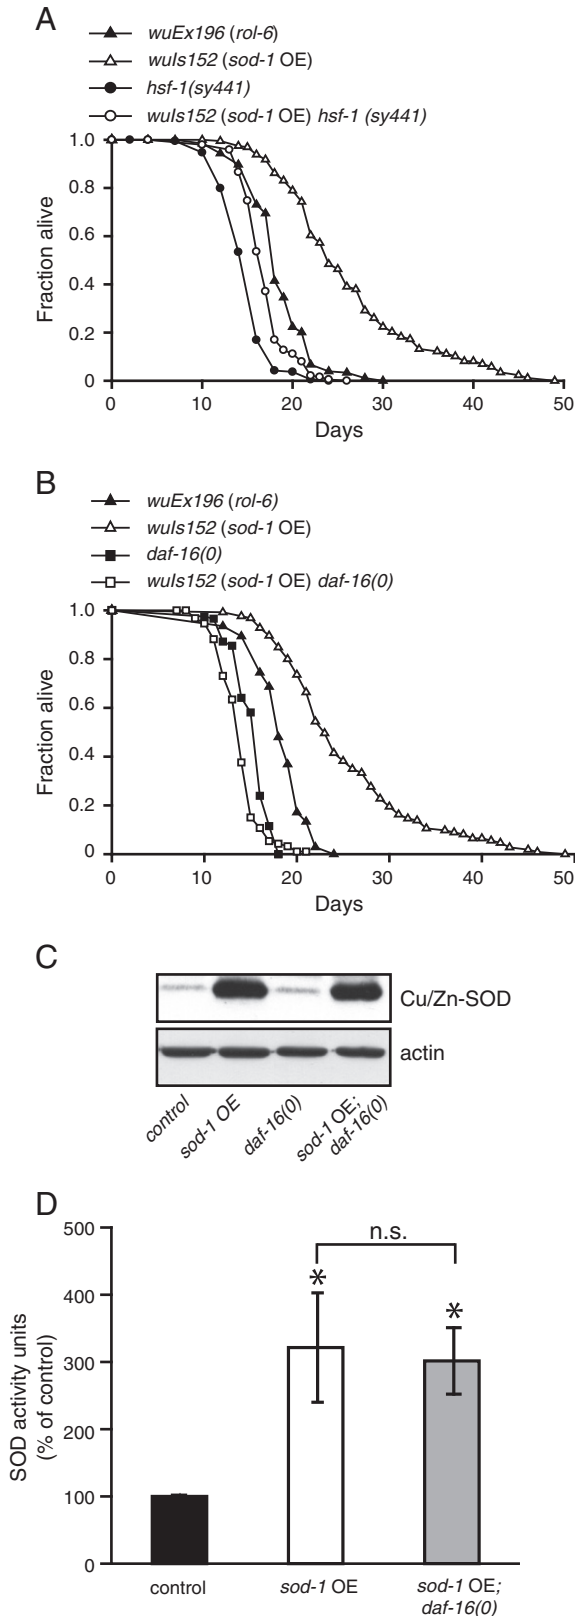 A
wuEx196 (rol-6)
wuIs152 (sod-1 OE)
hsf-1(sy441)
wuIs152 (sod-1 OE) hsf-1 (sy441)
1.0
0.8
0.6
0.4
0.2
0
Fraction alive
0 10 20 30 40 50
Days
B
wuEx196 (rol-6)
wuIs152 (sod-1 OE)
daf-16(0)
wuIs152 (sod-1 OE) daf-16(0)
1.0
0.8
0.6
0.4
0.2
0
Fraction alive
0 10 20 30 40 50
Days
C
Cu/Zn-SOD
actin
control
sod-1 OE
daf-16(0)
sod-1 OE;
daf-16(0)
D
500
400
300
200
100
0
SOD activity units
(% of control)
n.s.
*
*
control
sod-1 OE
sod-1 OE;
daf-16(0)